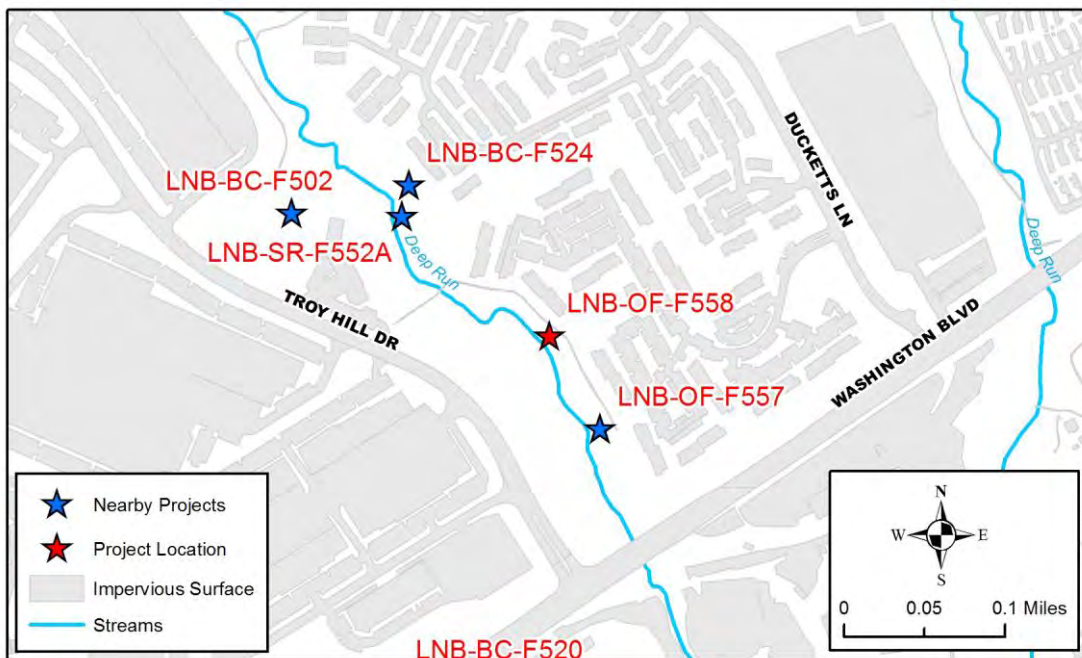 LNB-BC-F524
LNB-BC-F502
LNB-SR-F552A
Deep Run
TROY HILL DR
LNB-OF-F558
LNB-OF-F557
DUCKETTS LN
WASHINGTON BLVD
Deep Run
LNB-BC-F520
Nearby Projects
Project Location
Impervious Surface
Streams
N
W E
S
0 0.05 0.1 Miles